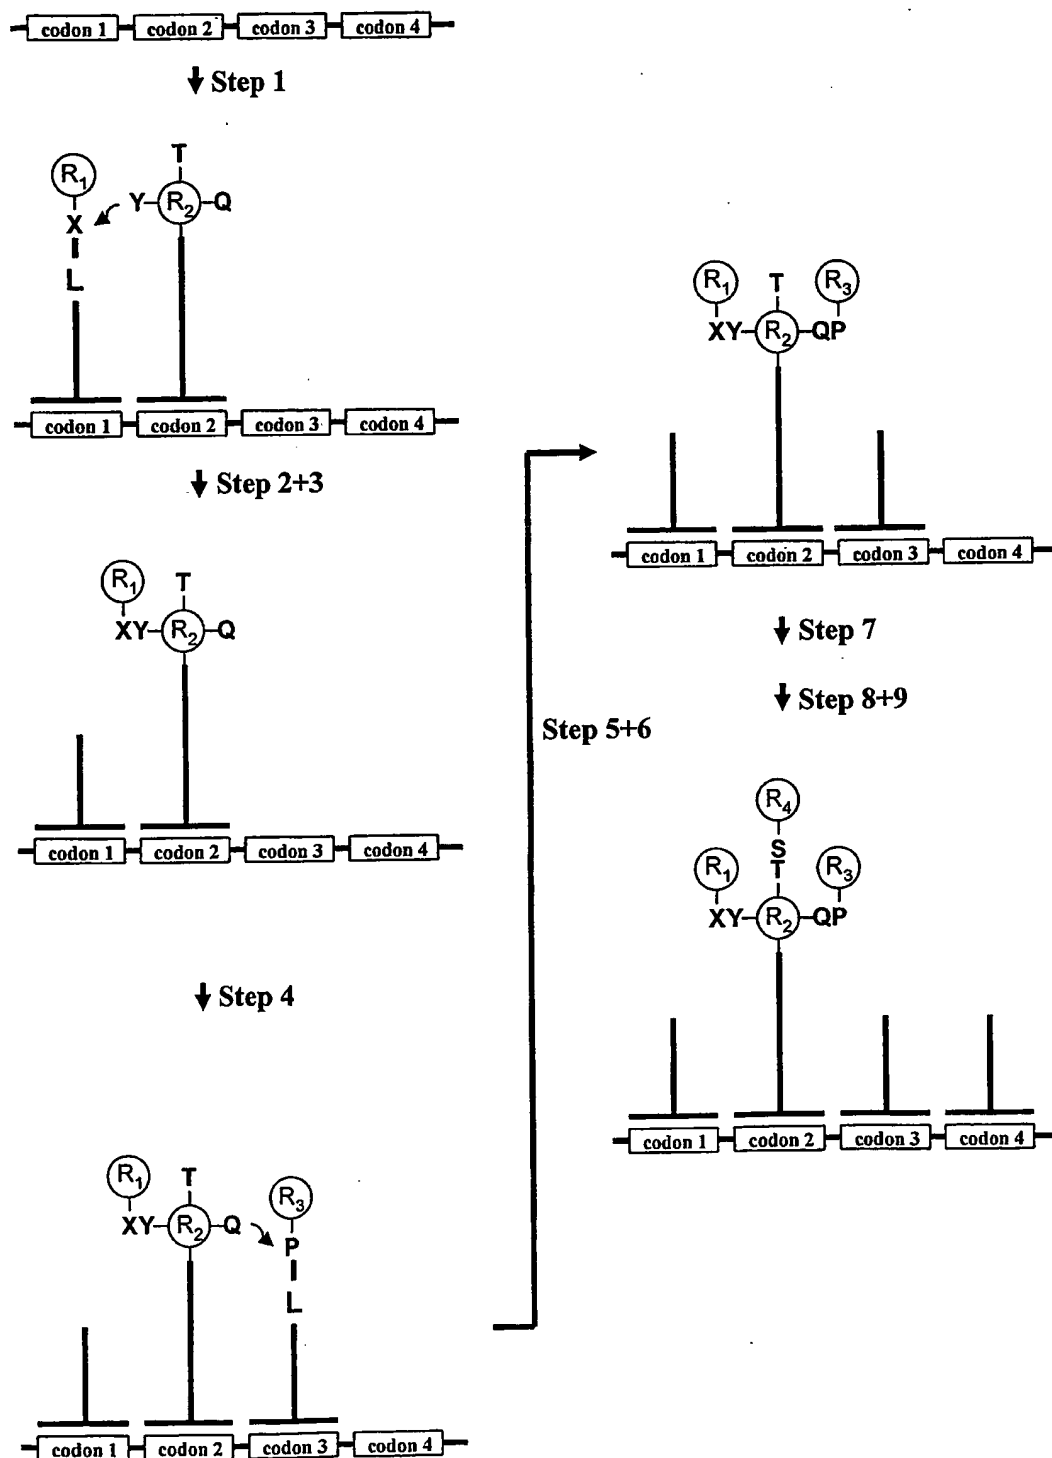 codon 1 codon 2 codon 3 codon 4
Step 1
T
R1
Y R2 Q
X
L
codon 1 codon 2 codon 3 codon 4
Step 2+3
R1 T
XY R2 Q
codon 1 codon 2 codon 3 codon 4
Step 4
R1 T R3
XY R2 Q
P
L
codon 1 codon 2 codon 3 codon 4
Step 5+6
R1 T R3
XY R2 QP
codon 1 codon 2 codon 3 codon 4
Step 7
Step 8+9
R4
S
R1 T R3
XY R2 QP
codon 1 codon 2 codon 3 codon 4